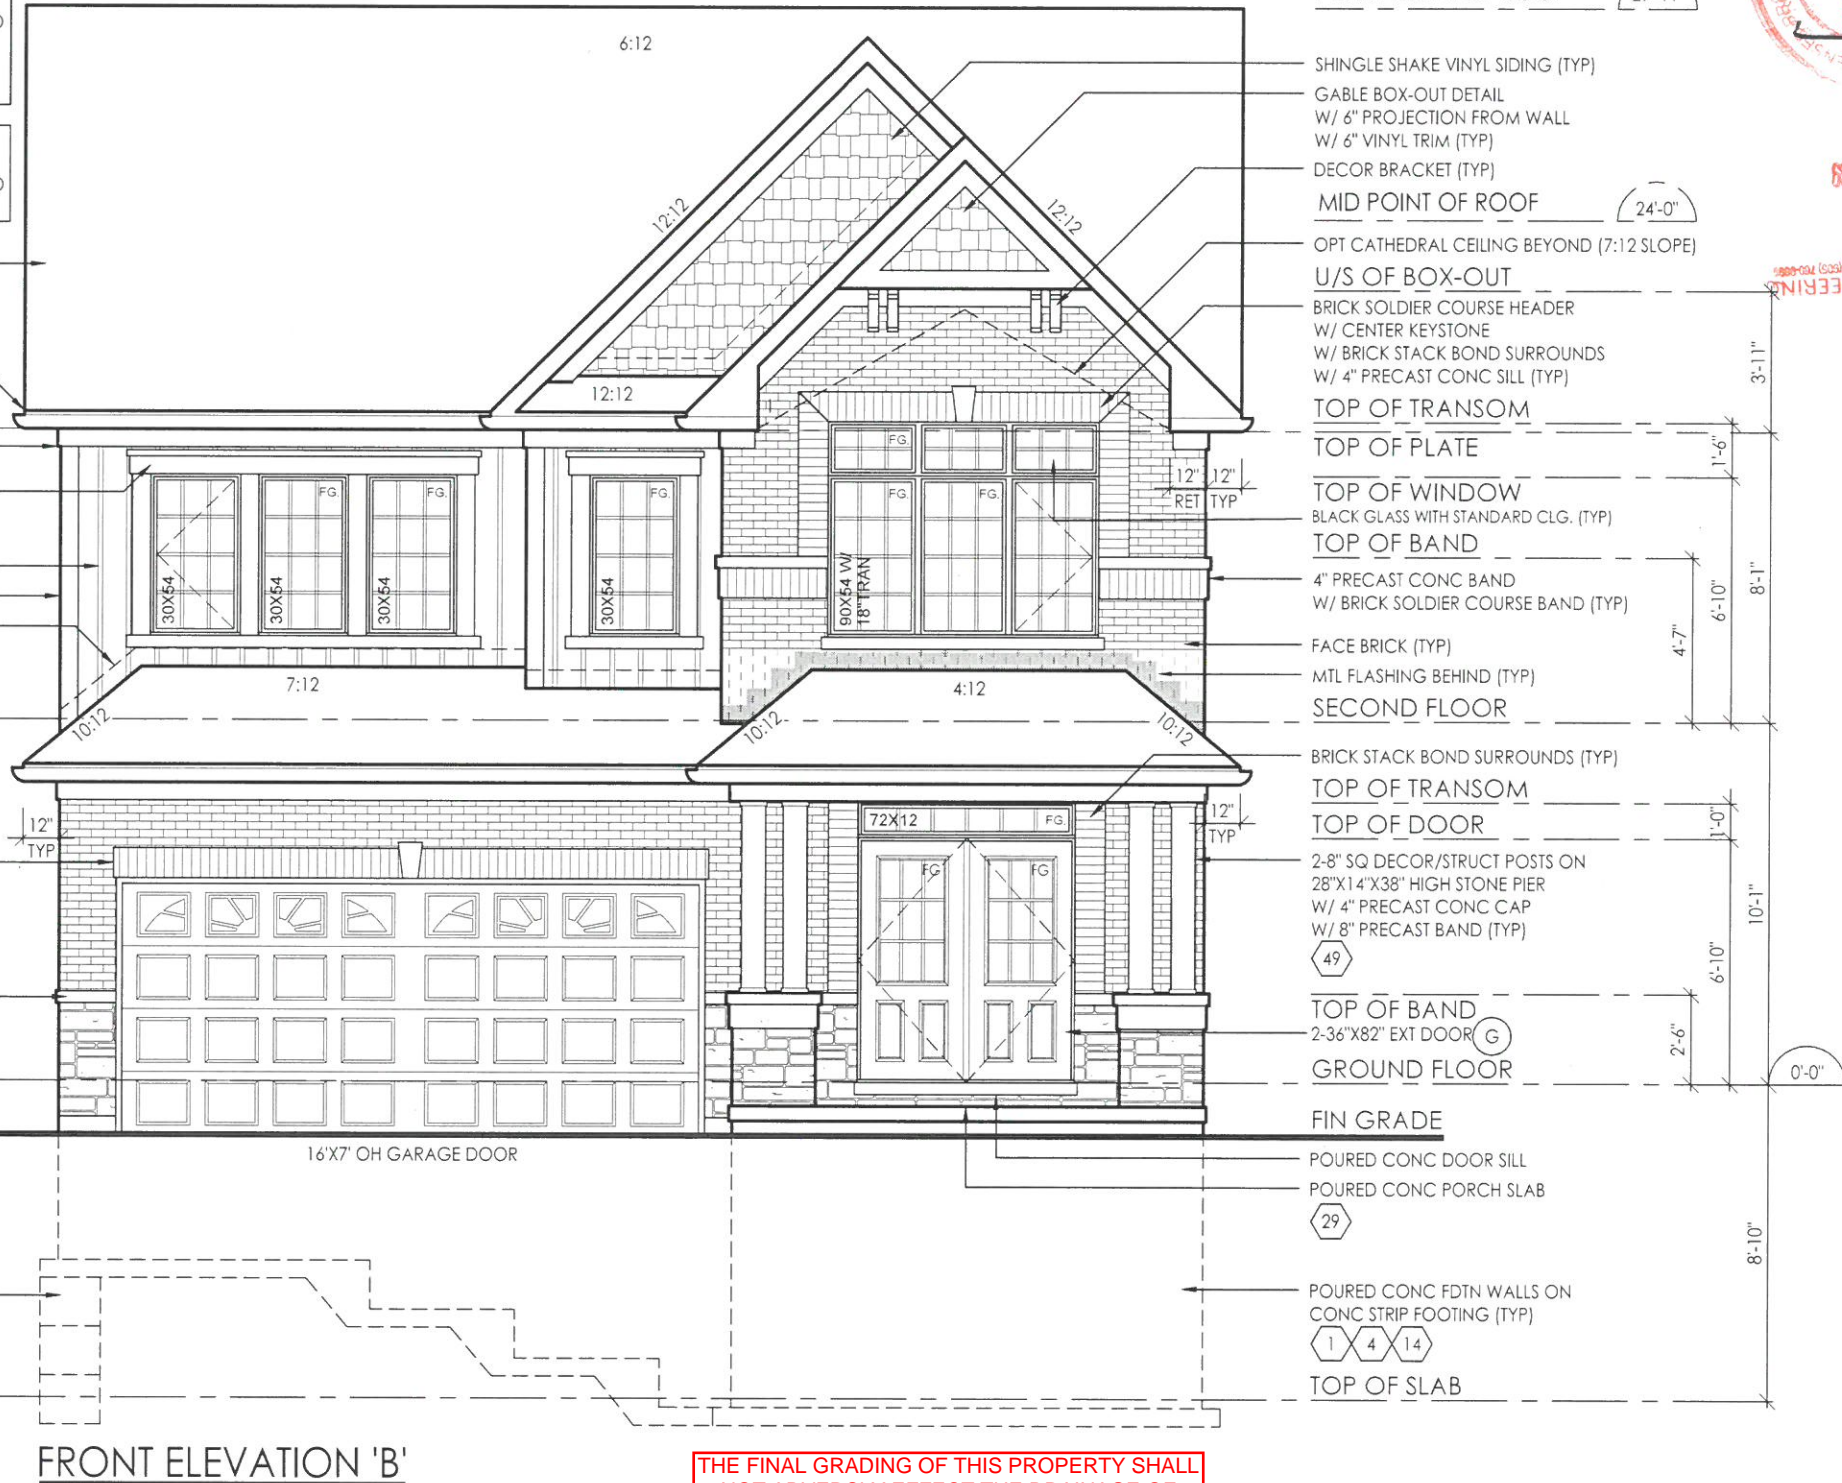 6:12
12:12
12:12
12:12
SHINGLE SHAKE VINYL SIDING (TYP)
GABLE BOX-OUT DETAIL
W/ 6" PROJECTION FROM WALL
W/ 6" VINYL TRIM (TYP)
DECOR BRACKET (TYP)
MID POINT OF ROOF
24'-0"
OPT CATHEDRAL CEILING BEYOND (7:12 SLOPE)
U/S OF BOX-OUT
BRICK SOLDIER COURSE HEADER
W/ CENTER KEYSTONE
W/ BRICK STACK BOND SURROUNDS
W/ 4" PRECAST CONC SILL (TYP)
3'-11"
TOP OF TRANSOM
TOP OF PLATE
1'-6"
TOP OF WINDOW
BLACK GLASS WITH STANDARD CLG. (TYP)
TOP OF BAND
4" PRECAST CONC BAND
W/ BRICK SOLDIER COURSE BAND (TYP)
FACE BRICK (TYP)
MTL FLASHING BEHIND (TYP)
SECOND FLOOR
4'-7"
6'-10"
8'-1"
FG.
FG.
FG.
FG.
FG.
FG.
30X54
30X54
30X54
30X54
90X54 W/
18" TRAN
12" 12"
RET TYP
7:12
4:12
10:12
10:12
10:12
BRICK STACK BOND SURROUNDS (TYP)
TOP OF TRANSOM
TOP OF DOOR
1'-0"
2-8" SQ DECOR/STRUCT POSTS ON
28"X14"X38" HIGH STONE PIER
W/ 4" PRECAST CONC CAP
W/ 8" PRECAST BAND (TYP)
49
TOP OF BAND
2-36"X82" EXT DOOR G
GROUND FLOOR
2'-6"
6'-10"
10'-1"
0'-0"
12"
TYP
12"
TYP
72X12
FG.
FG
FG
FIN GRADE
16'X7' OH GARAGE DOOR
POURED CONC DOOR SILL
POURED CONC PORCH SLAB
29
8'-10"
POURED CONC FDTN WALLS ON
CONC STRIP FOOTING (TYP)
1 4 14
TOP OF SLAB
FRONT ELEVATION 'B'
THE FINAL GRADING OF THIS PROPERTY SHALL